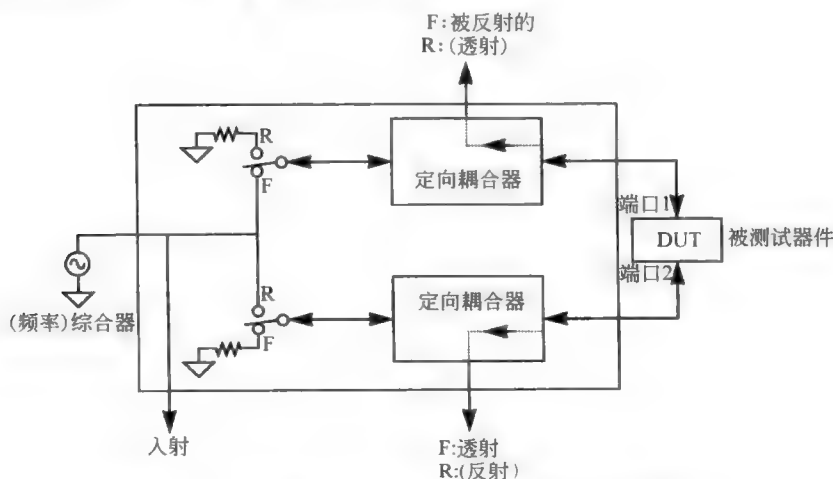 F:被反射的
R:(透射)
R
F
定向耦合器
端口1
DUT
被测试器件
端口2
(频率)综合器
R
F
定向耦合器
入射
F:透射
R:(反射)